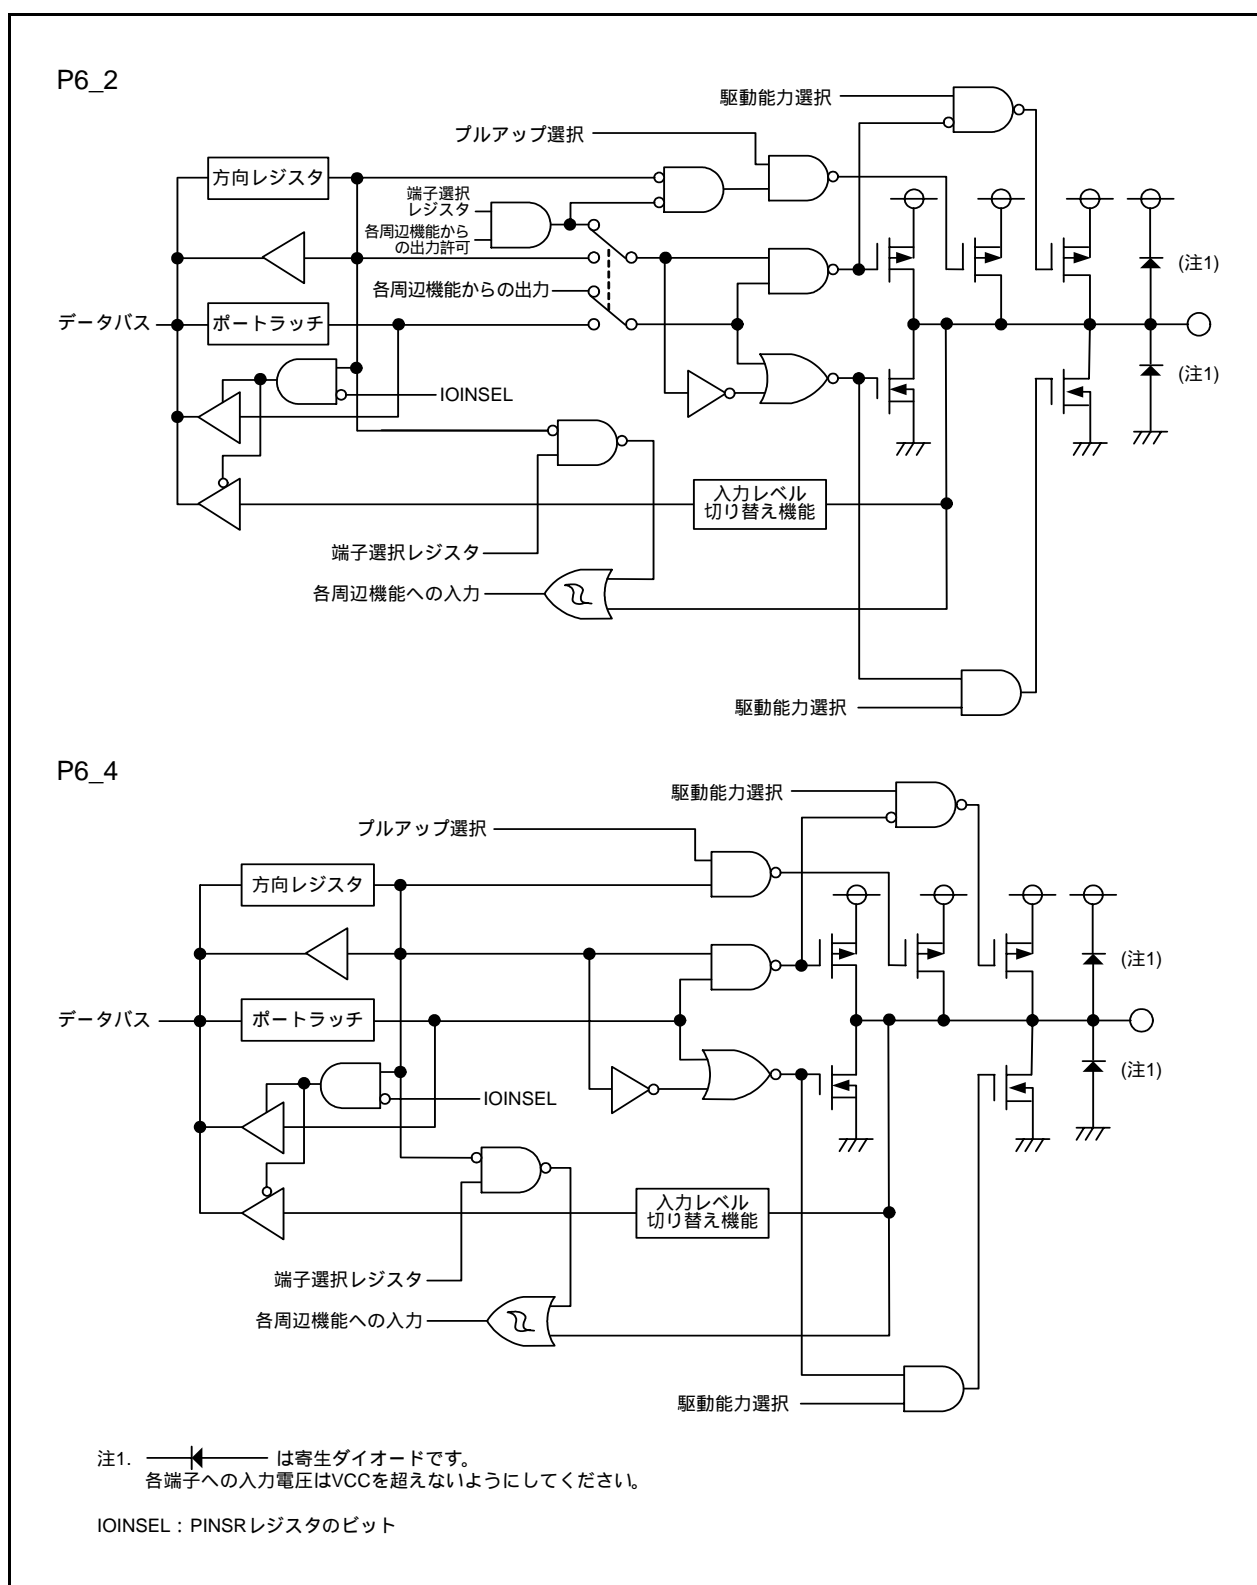 P6_2
駆動能力選択
プルアップ選択
方向レジスタ
端子選択
レジスタ
各周辺機能から
の出力許可
(注1)
各周辺機能からの出力
データバス
ポートラッチ
(注1)
IOINSEL
入力レベル
切り替え機能
端子選択レジスタ
各周辺機能への入力
駆動能力選択
P6_4
駆動能力選択
プルアップ選択
方向レジスタ
(注1)
データバス
ポートラッチ
(注1)
IOINSEL
入力レベル
切り替え機能
端子選択レジスタ
各周辺機能への入力
駆動能力選択
注1. は寄生ダイオードです。
各端子への入力電圧はVCCを超えないようにしてください。
IOINSEL：PINSRレジスタのビット